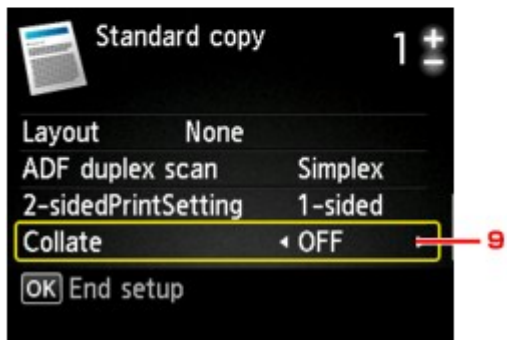 Standard copy 1
Layout None
ADF duplex scan Simplex
2-sidedPrintSetting 1-sided
Collate OFF 9
OK End setup